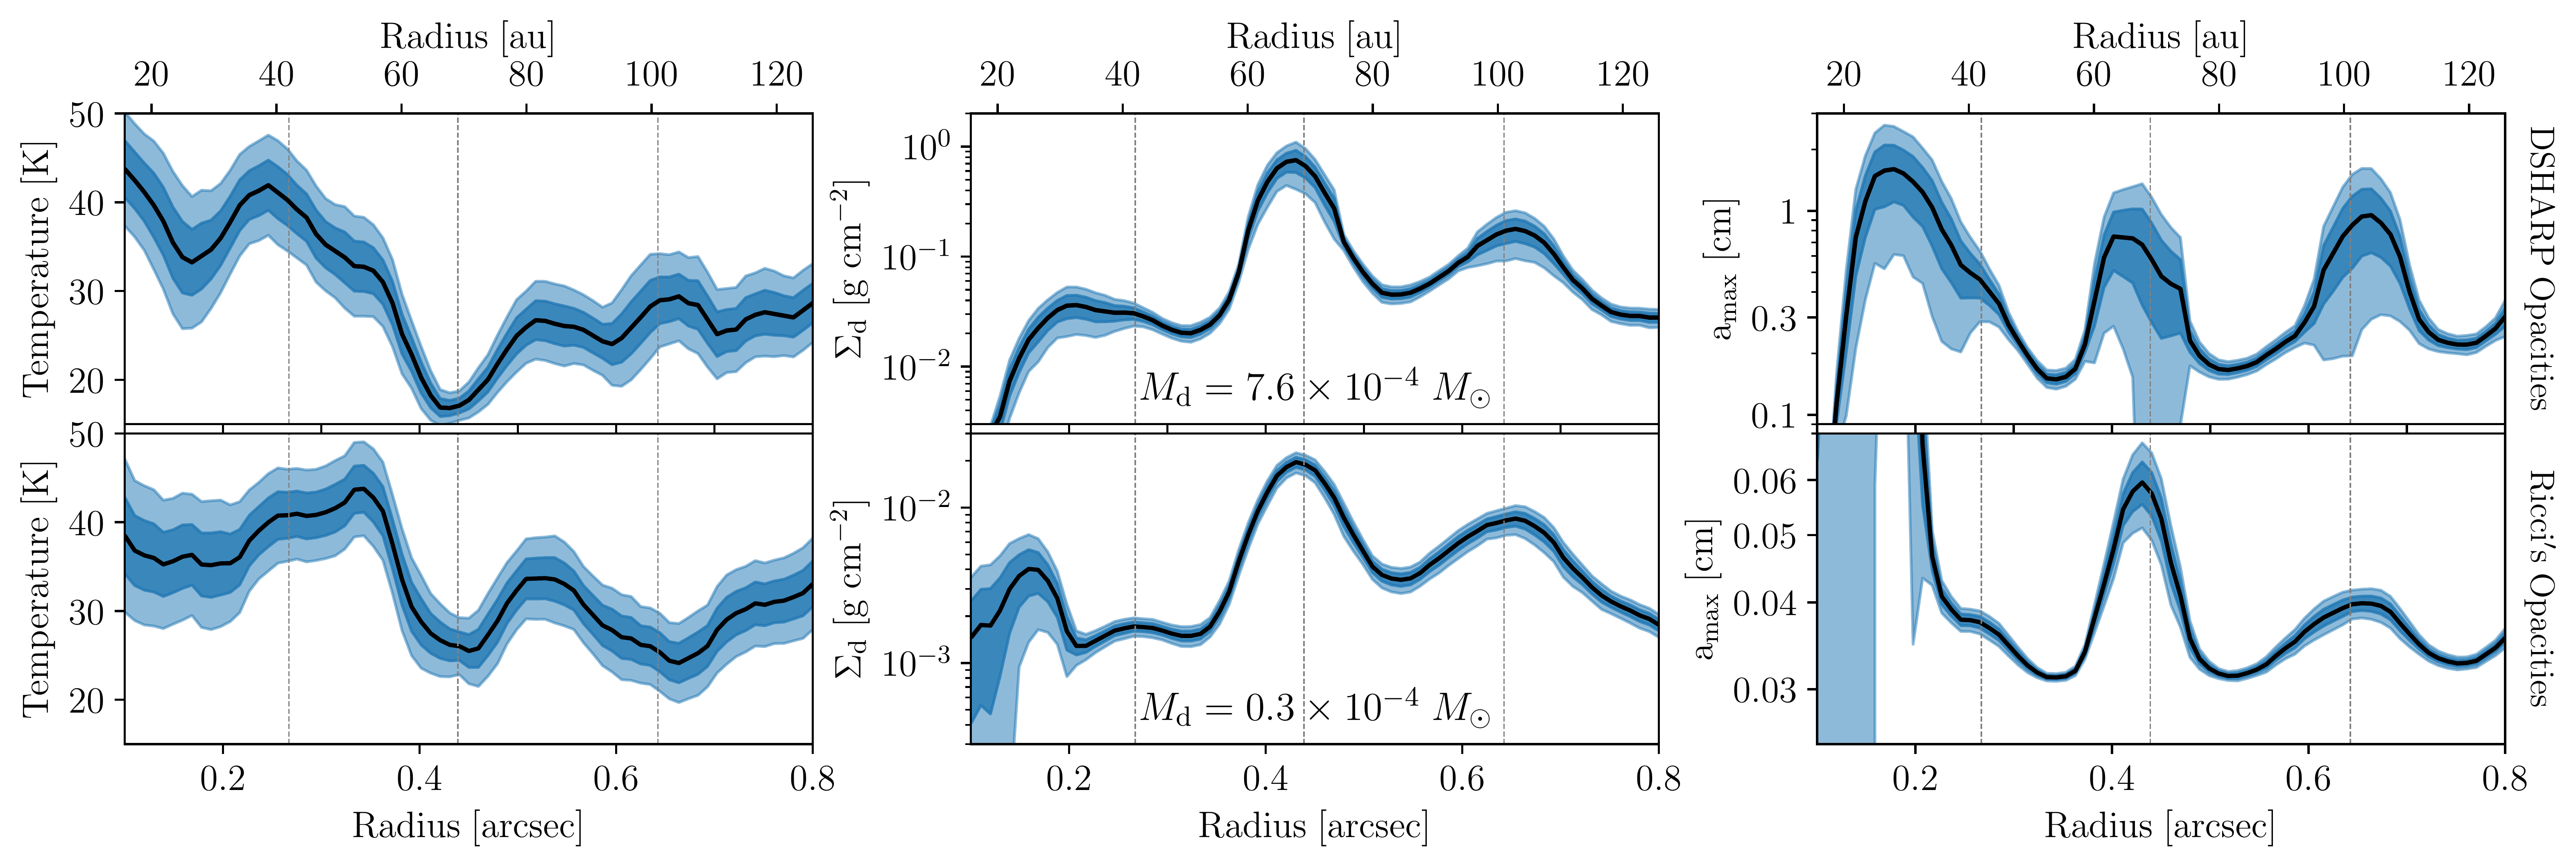 Radius [au]
Radius [au]
Radius [au]
20 40 60 80 100 120
20 40 60 80 100 120
20 40 60 80 100 120
Temperature [K]
50
40
30
20
Σd [g cm−2]
10^0
10^−1
10^−2
Md = 7.6 × 10^−4 M⊙
amax [cm]
1
0.3
0.1
DSHARP Opacities
Temperature [K]
50
40
30
20
Σd [g cm−2]
10^−2
10^−3
Md = 0.3 × 10^−4 M⊙
amax [cm]
0.06
0.05
0.04
0.03
Ricci's Opacities
0.2 0.4 0.6 0.8
0.2 0.4 0.6 0.8
0.2 0.4 0.6 0.8
Radius [arcsec]
Radius [arcsec]
Radius [arcsec]